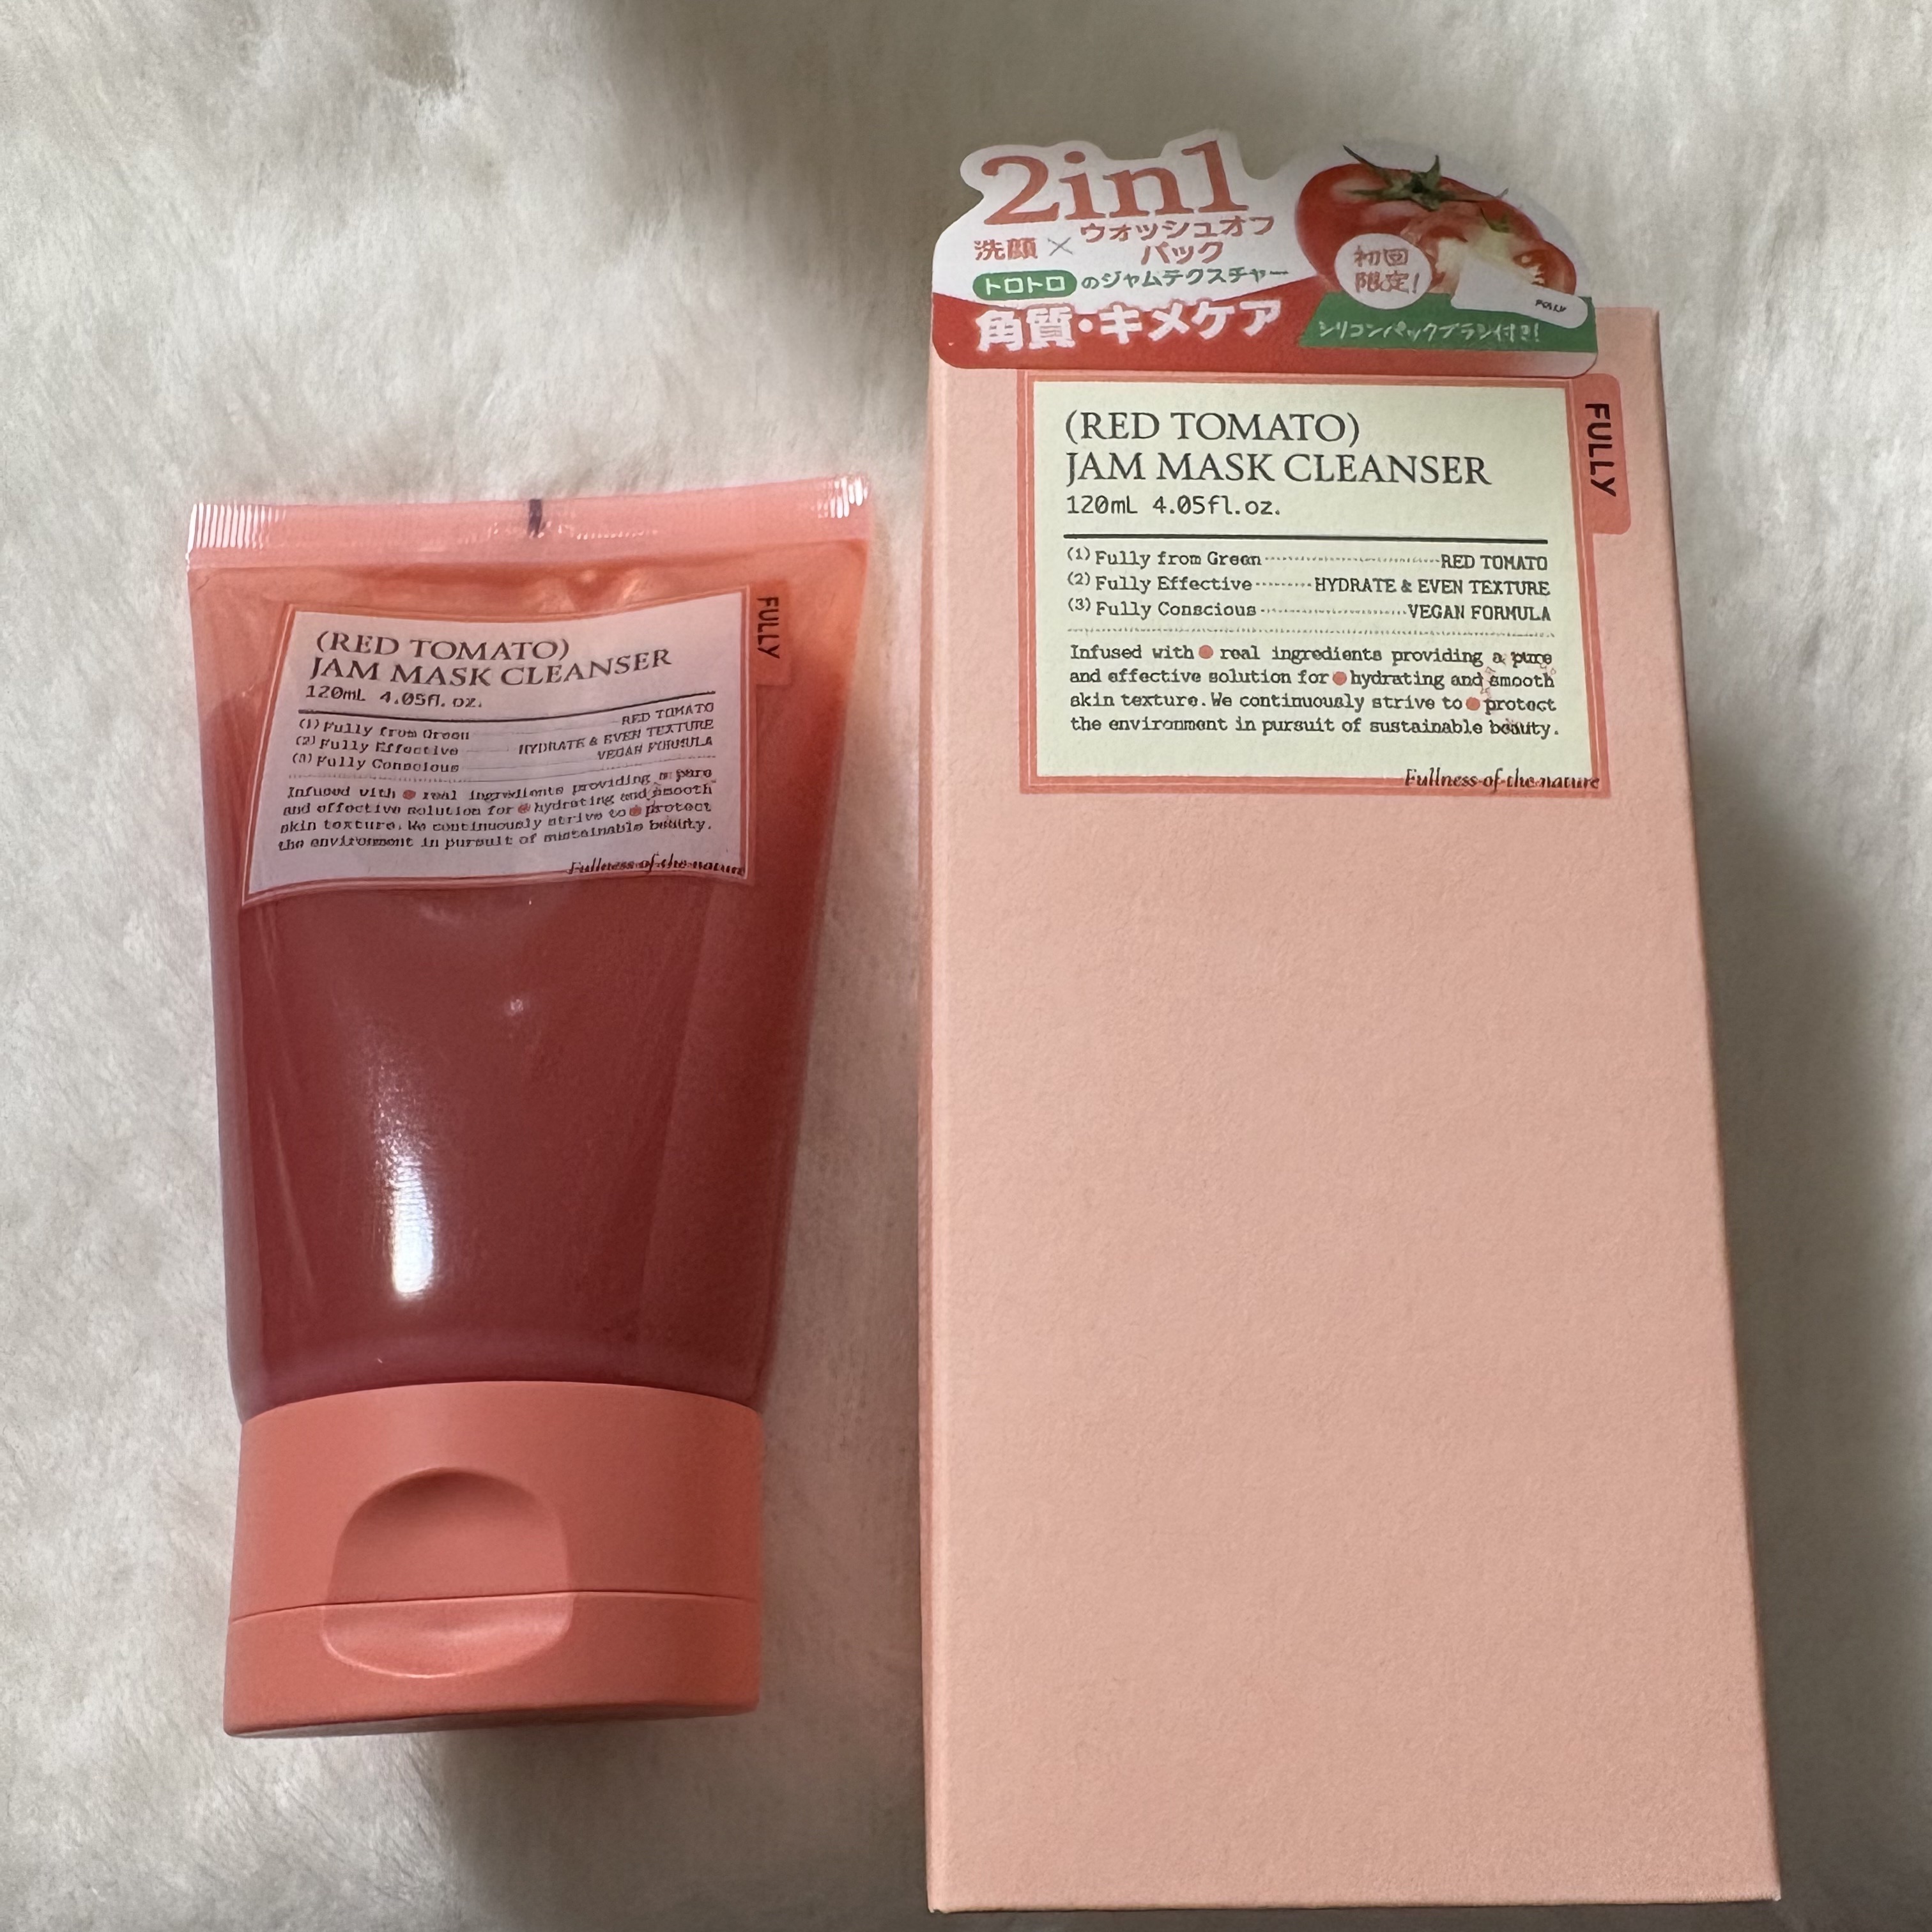 (RED TOMATO)
JAM MASK CLEANSER
120mL 4.05fl.oz.
(1) Fully from Green RED TOMATO
(2) Fully Effective HYDRATE & EVEN TEXTURE
(3) Fully Conscious VEGAN FORMULA
Infused with real ingredients providing a pure
and effective solution for hydrating and smooth
skin texture. We continuously strive to protect
the environment in pursuit of sustainable beauty.
Fullness of the nature
FULLY
2in1
洗顔×ウォッシュオフ
パック
トロトロのジャムテクスチャー
角質・キメケア
初回
限定!
FULLY
シリコンパックブラシ付き!
(RED TOMATO)
JAM MASK CLEANSER
120mL 4.05fl.oz.
(1) Fully from Green RED TOMATO
(2) Fully Effective HYDRATE & EVEN TEXTURE
(3) Fully Conscious VEGAN FORMULA
Infused with real ingredients providing a pure
and effective solution for hydrating and smooth
skin texture. We continuously strive to protect
the environment in pursuit of sustainable beauty.
Fullness of the nature
FULLY